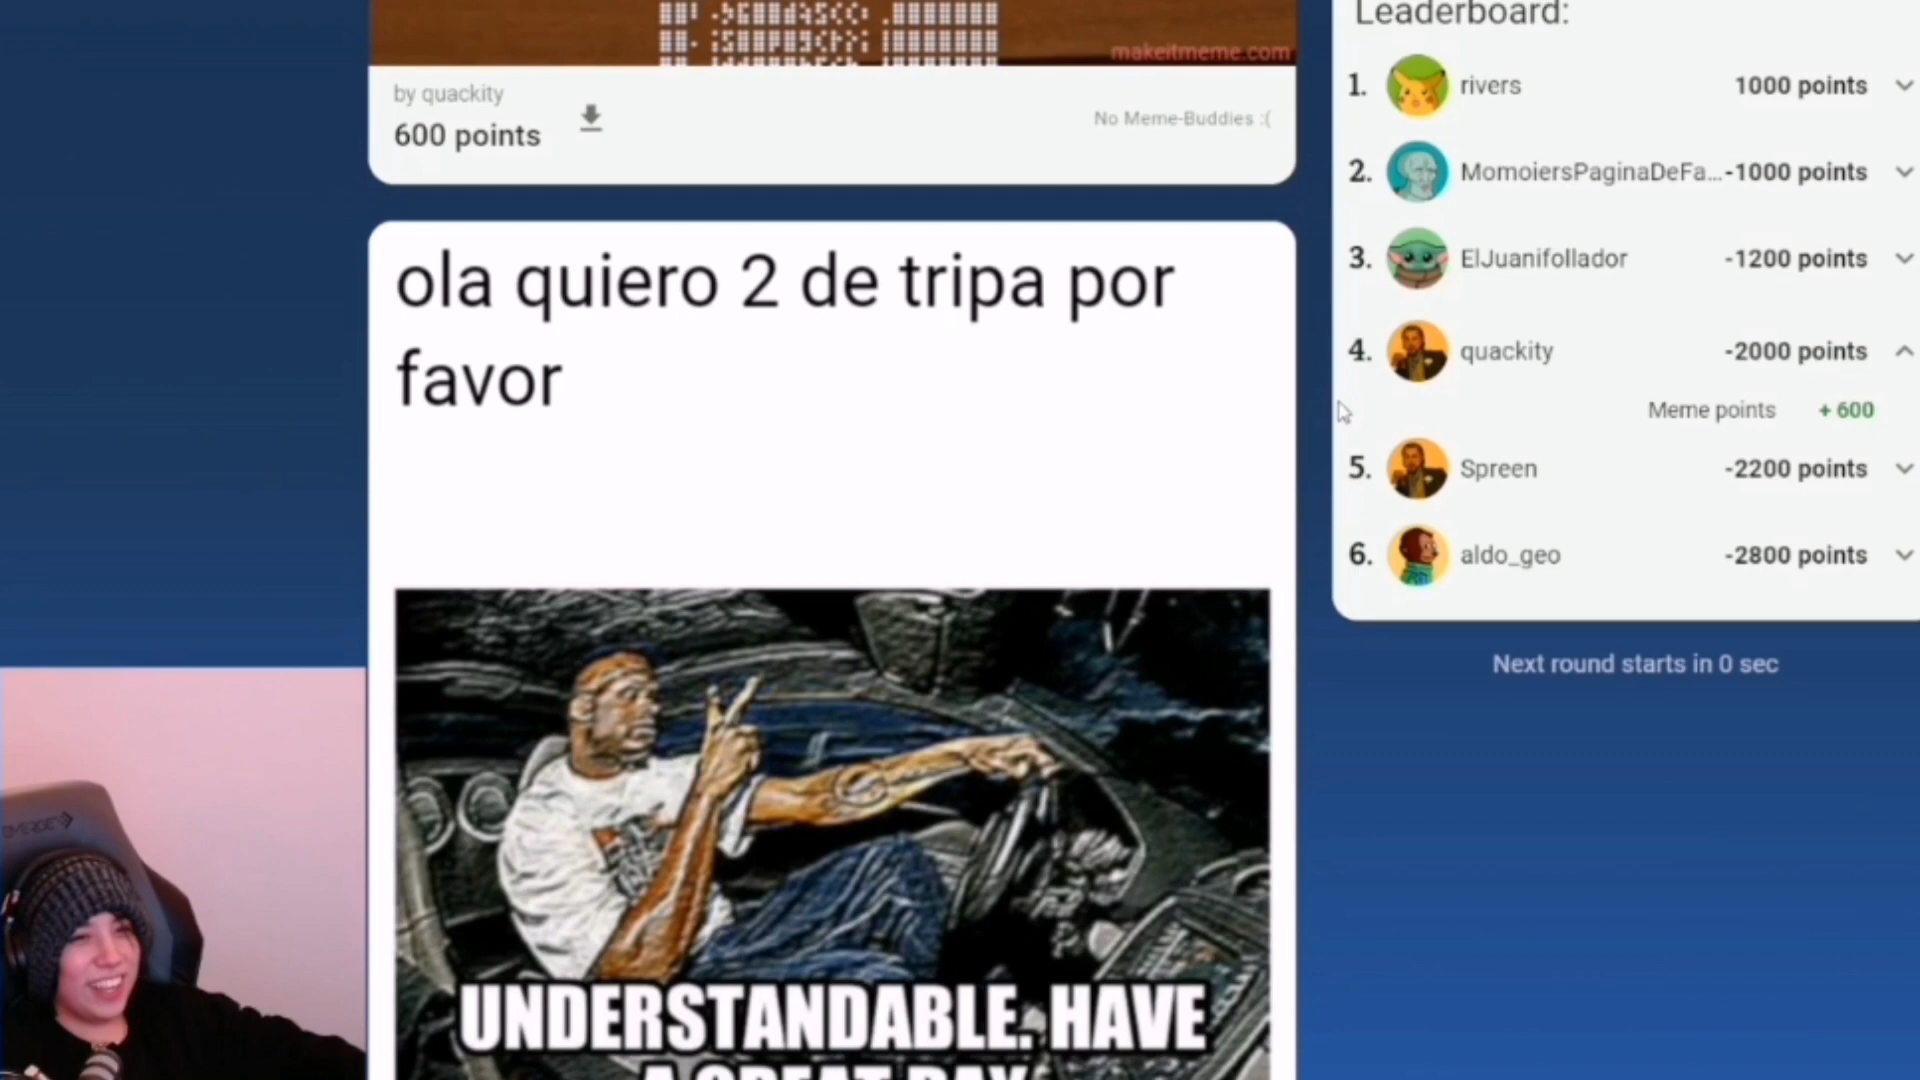 makeitmeme.com
by quackity
600 points
No Meme-Buddies :(
ola quiero 2 de tripa por
favor
UNDERSTANDABLE. HAVE
A GREAT DAY
Leaderboard:
1. rivers 1000 points
2. MomoiersPaginaDeFa... -1000 points
3. ElJuanifollador -1200 points
4. quackity -2000 points
Meme points + 600
5. Spreen -2200 points
6. aldo_geo -2800 points
Next round starts in 0 sec